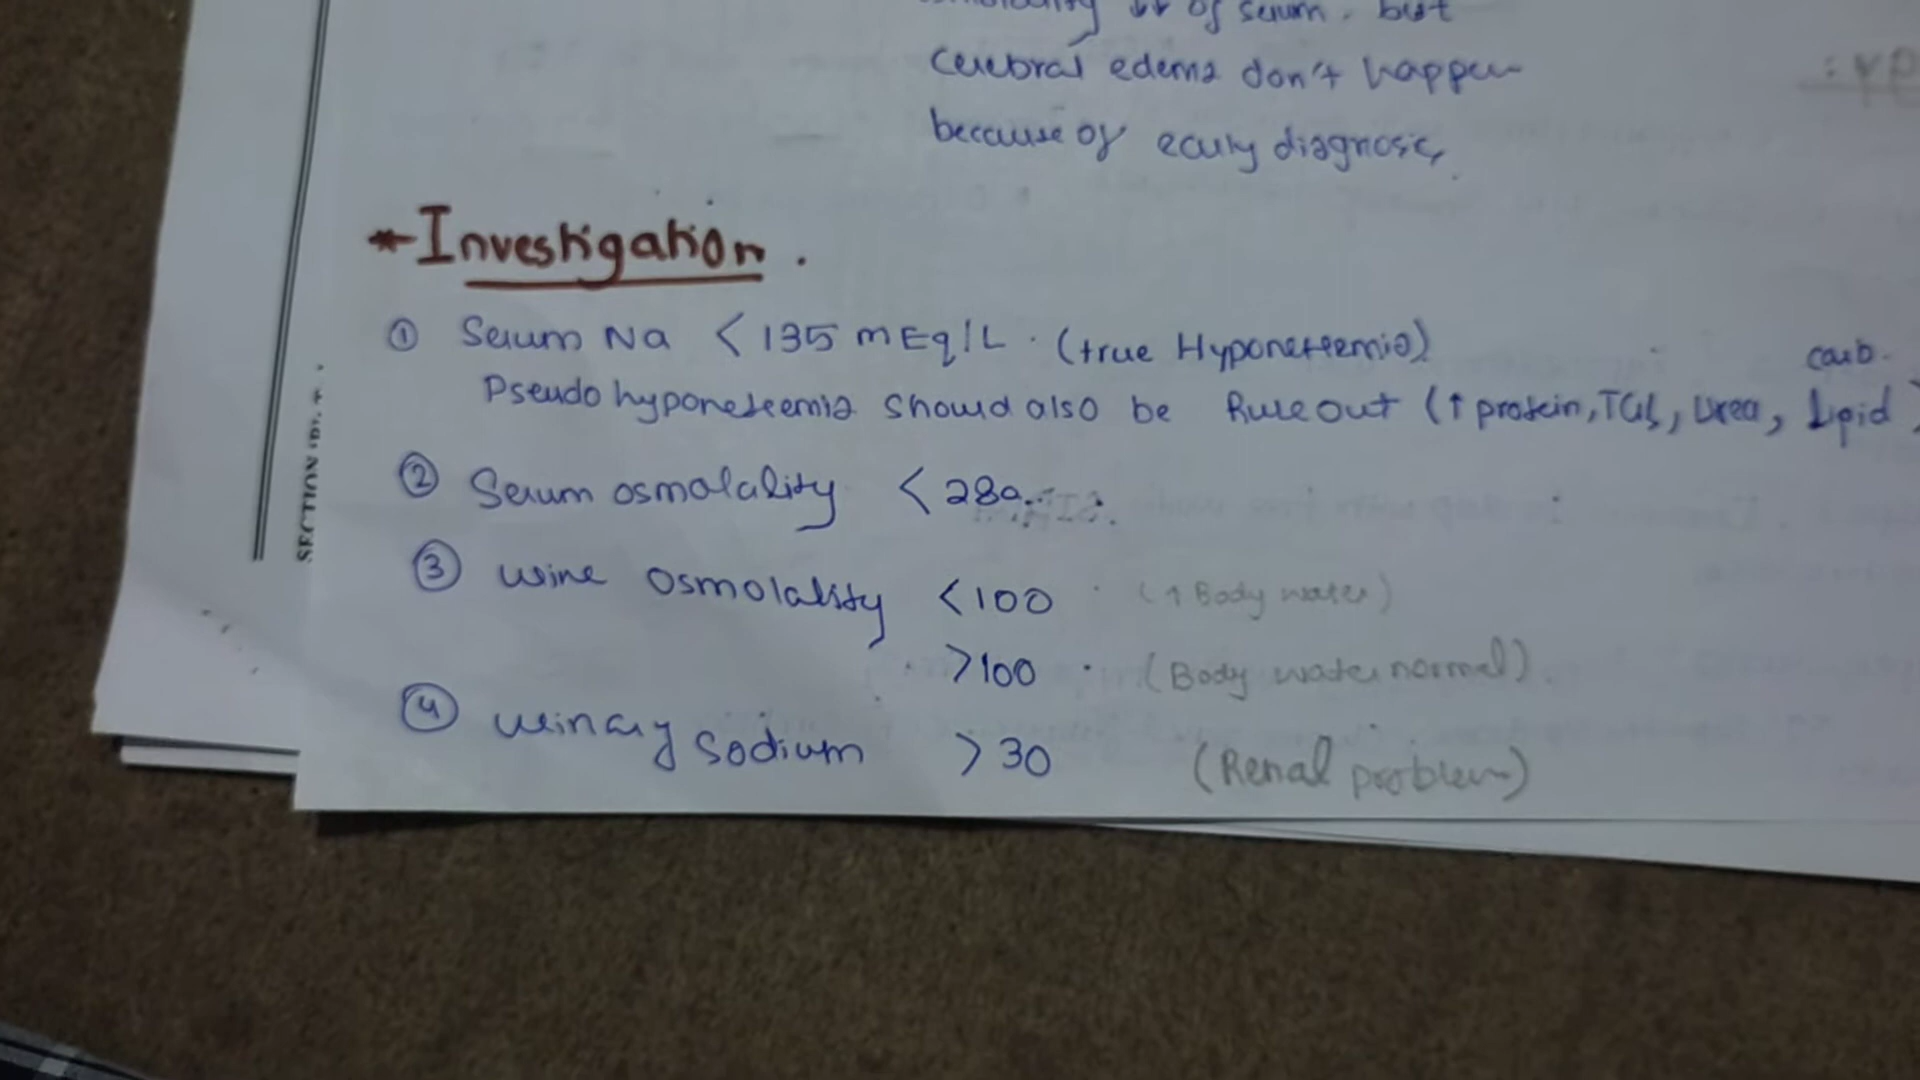 of serum. but
cerebral edema don't happen
because of early diagnosis.
*Investigation.
① Serum Na < 135 mEq/L. (true Hyponatremia)
carb.
Pseudo hyponatremia should also be Rule out (↑ protein, TGs, Urea, Lipid)
② Serum osmolality < 280.
③ urine osmolality < 100 (↑ Body water)
>100 (Body water normal)
④ urinary sodium > 30 (Renal problem)
SECTION